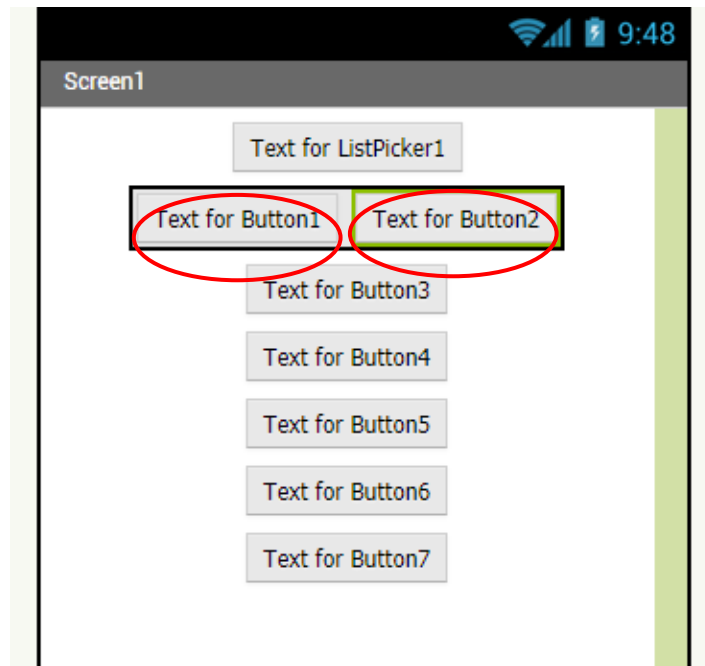 9:48
Screen1
Text for ListPicker1
Text for Button1 Text for Button2
Text for Button3
Text for Button4
Text for Button5
Text for Button6
Text for Button7